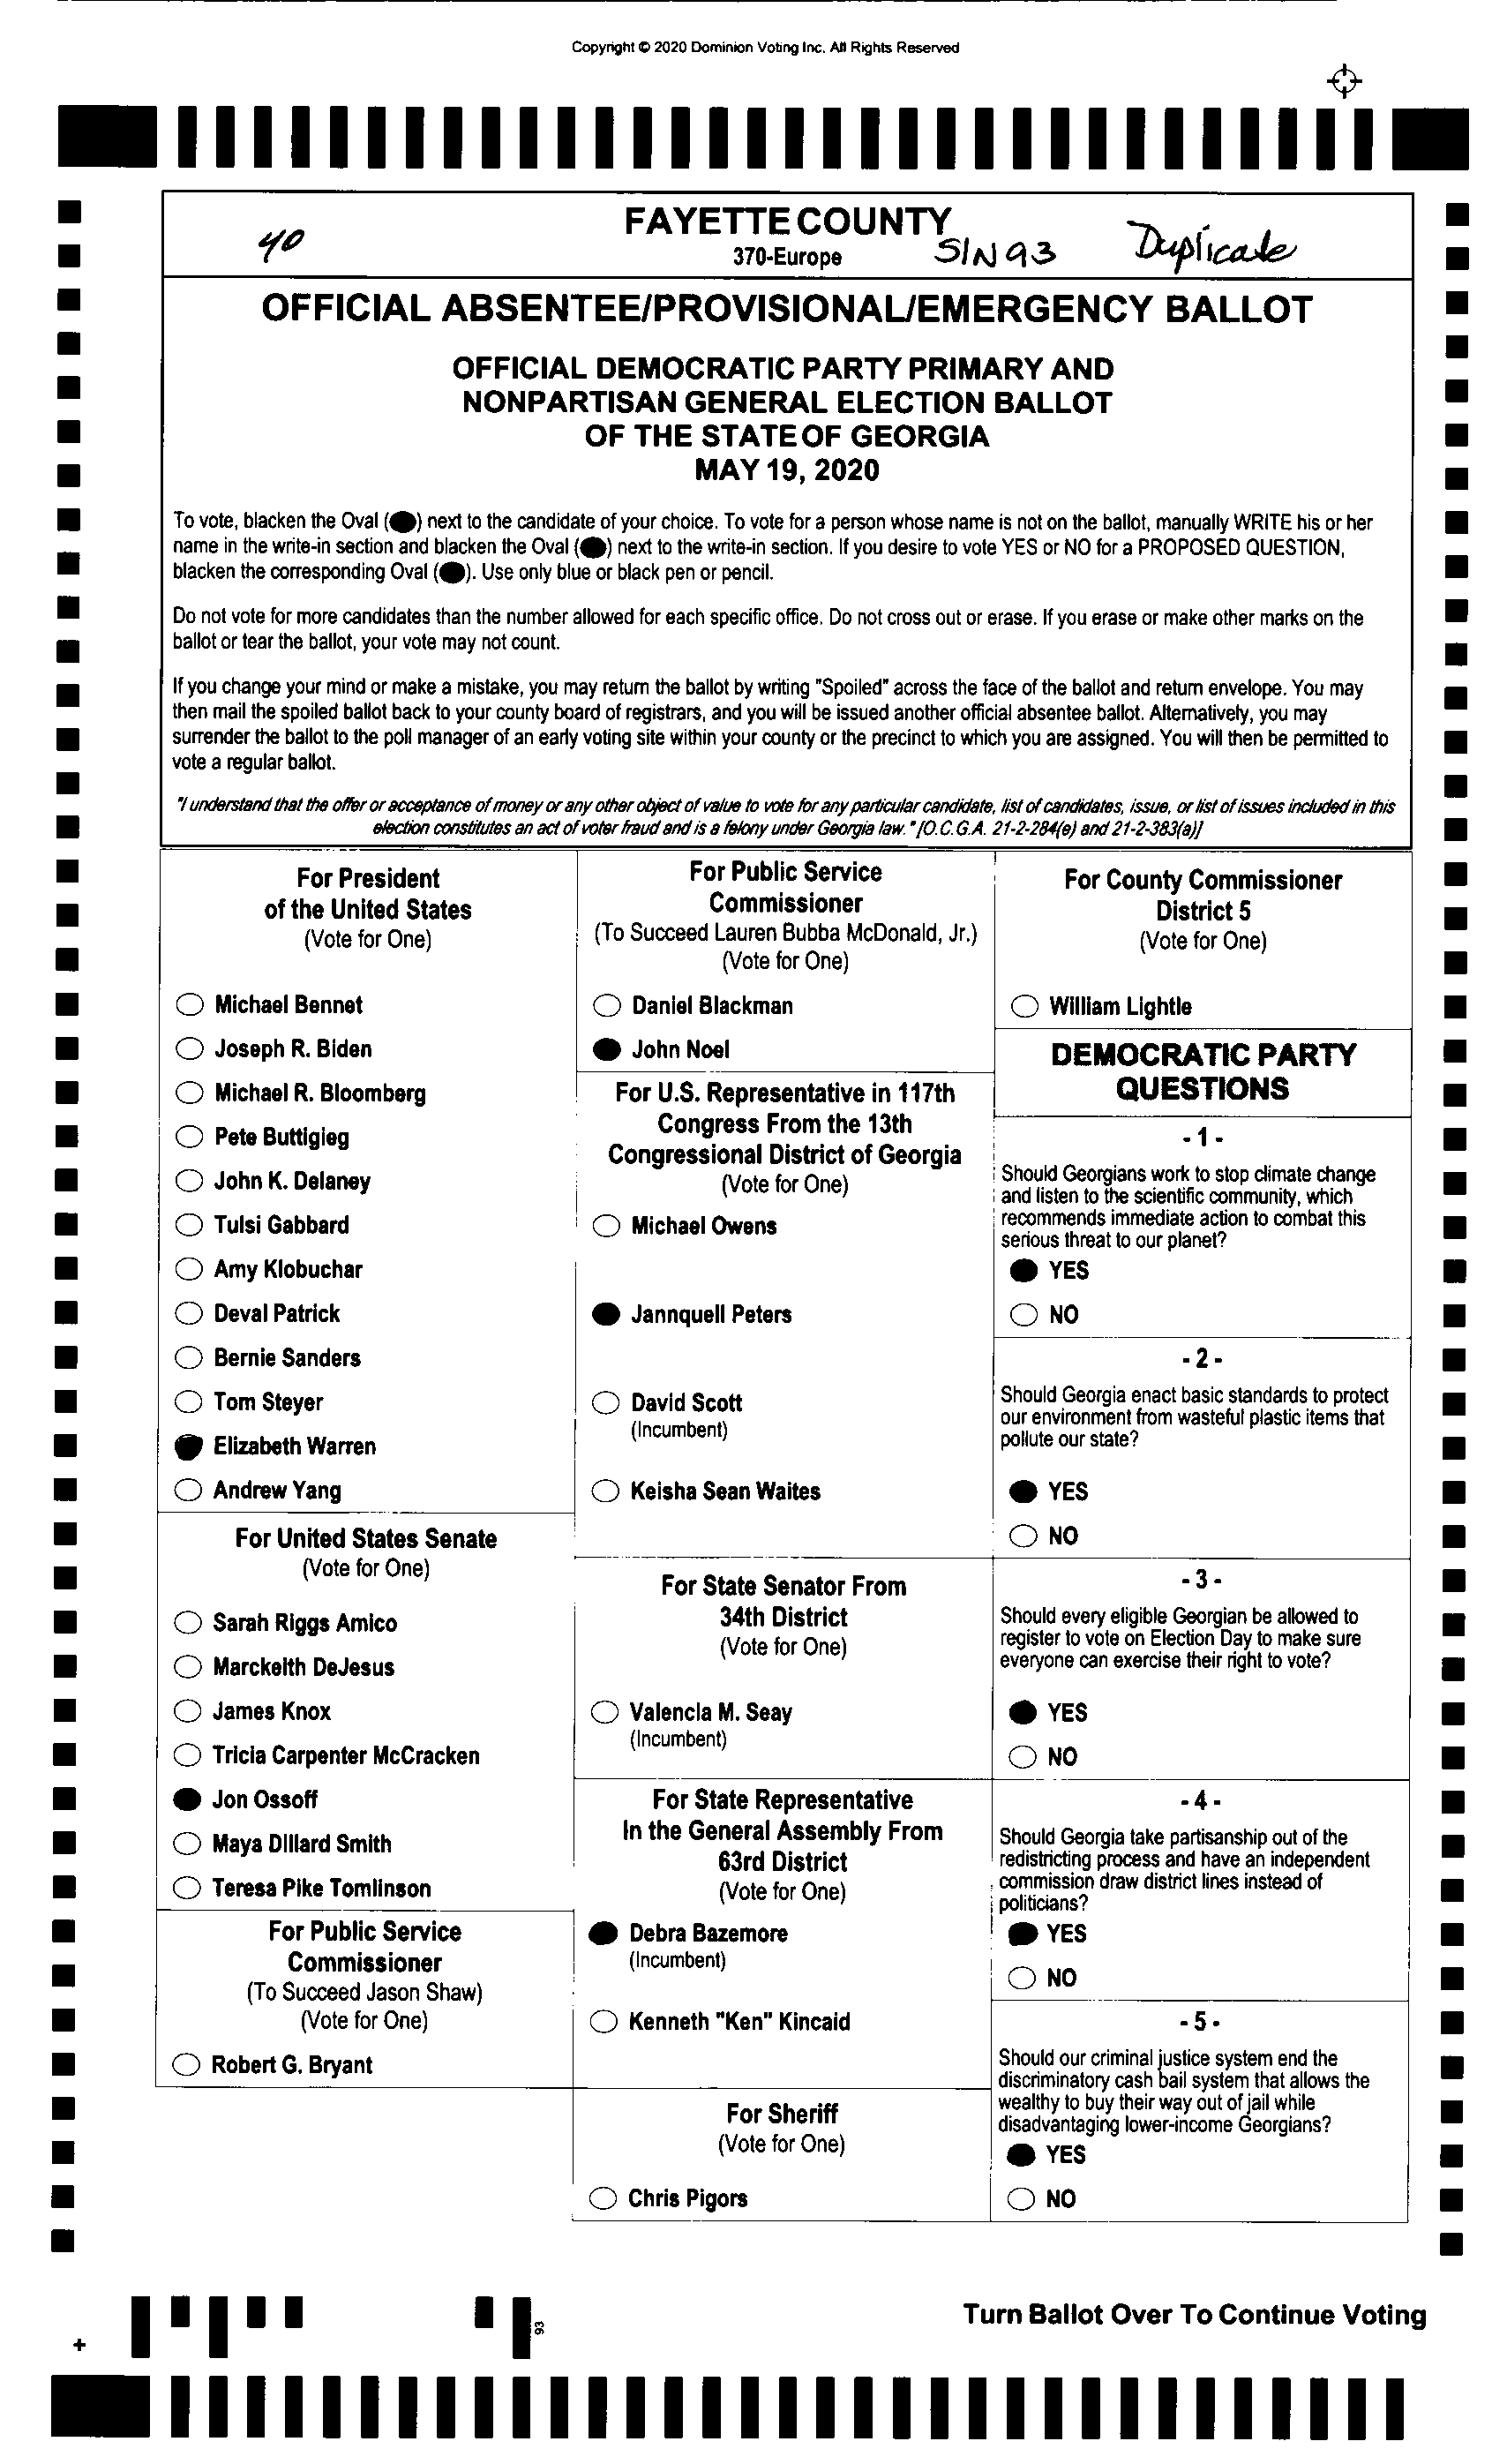 Copyright © 2020 Dominion Voting Inc. All Rights Reserved
FAYETTE COUNTY
40
370-Europe
S/N 93
Duplicate
OFFICIAL ABSENTEE/PROVISIONAL/EMERGENCY BALLOT
OFFICIAL DEMOCRATIC PARTY PRIMARY AND
NONPARTISAN GENERAL ELECTION BALLOT
OF THE STATE OF GEORGIA
MAY 19, 2020
To vote, blacken the Oval (●) next to the candidate of your choice. To vote for a person whose name is not on the ballot, manually WRITE his or her
name in the write-in section and blacken the Oval (●) next to the write-in section. If you desire to vote YES or NO for a PROPOSED QUESTION,
blacken the corresponding Oval (●). Use only blue or black pen or pencil.
Do not vote for more candidates than the number allowed for each specific office. Do not cross out or erase. If you erase or make other marks on the
ballot or tear the ballot, your vote may not count.
If you change your mind or make a mistake, you may return the ballot by writing "Spoiled" across the face of the ballot and return envelope. You may
then mail the spoiled ballot back to your county board of registrars, and you will be issued another official absentee ballot. Alternatively, you may
surrender the ballot to the poll manager of an early voting site within your county or the precinct to which you are assigned. You will then be permitted to
vote a regular ballot.
"I understand that the offer or acceptance of money or any other object of value to vote for any particular candidate, list of candidates, issue, or list of issues included in this
election constitutes an act of voter fraud and is a felony under Georgia law." [O.C.G.A. 21-2-284(e) and 21-2-383(a)]
For President
of the United States
(Vote for One)
Michael Bennet
Joseph R. Biden
Michael R. Bloomberg
Pete Buttigieg
John K. Delaney
Tulsi Gabbard
Amy Klobuchar
Deval Patrick
Bernie Sanders
Tom Steyer
Elizabeth Warren
Andrew Yang
For United States Senate
(Vote for One)
Sarah Riggs Amico
Marckeith DeJesus
James Knox
Tricia Carpenter McCracken
Jon Ossoff
Maya Dillard Smith
Teresa Pike Tomlinson
For Public Service
Commissioner
(To Succeed Jason Shaw)
(Vote for One)
Robert G. Bryant
For Public Service
Commissioner
(To Succeed Lauren Bubba McDonald, Jr.)
(Vote for One)
Daniel Blackman
John Noel
For U.S. Representative in 117th
Congress From the 13th
Congressional District of Georgia
(Vote for One)
Michael Owens
Jannquell Peters
David Scott
(Incumbent)
Keisha Sean Waites
For State Senator From
34th District
(Vote for One)
Valencia M. Seay
(Incumbent)
For State Representative
In the General Assembly From
63rd District
(Vote for One)
Debra Bazemore
(Incumbent)
Kenneth "Ken" Kincaid
For Sheriff
(Vote for One)
Chris Pigors
For County Commissioner
District 5
(Vote for One)
William Lightle
DEMOCRATIC PARTY
QUESTIONS
- 1 -
Should Georgians work to stop climate change
and listen to the scientific community, which
recommends immediate action to combat this
serious threat to our planet?
YES
NO
- 2 -
Should Georgia enact basic standards to protect
our environment from wasteful plastic items that
pollute our state?
YES
NO
- 3 -
Should every eligible Georgian be allowed to
register to vote on Election Day to make sure
everyone can exercise their right to vote?
YES
NO
- 4 -
Should Georgia take partisanship out of the
redistricting process and have an independent
commission draw district lines instead of
politicians?
YES
NO
- 5 -
Should our criminal justice system end the
discriminatory cash bail system that allows the
wealthy to buy their way out of jail while
disadvantaging lower-income Georgians?
YES
NO
Turn Ballot Over To Continue Voting
93